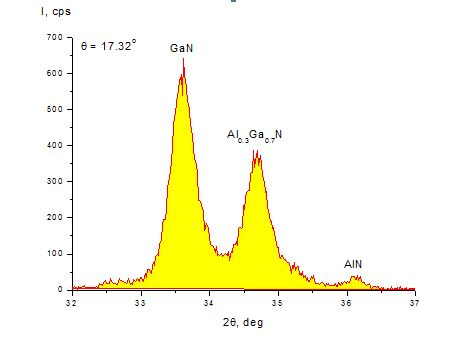 I, cps
θ = 17.32°
GaN
Al0.3Ga0.7N
AlN
700
600
500
400
300
200
100
0
32 33 34 35 36 37
2θ, deg